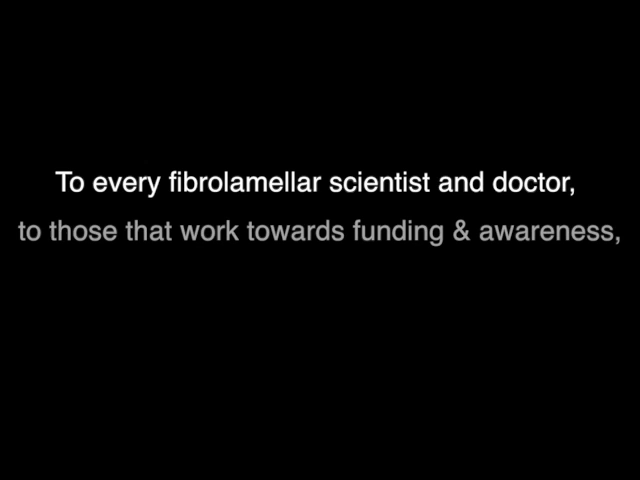 To every fibrolamellar scientist and doctor,
to those that work towards funding & awareness,